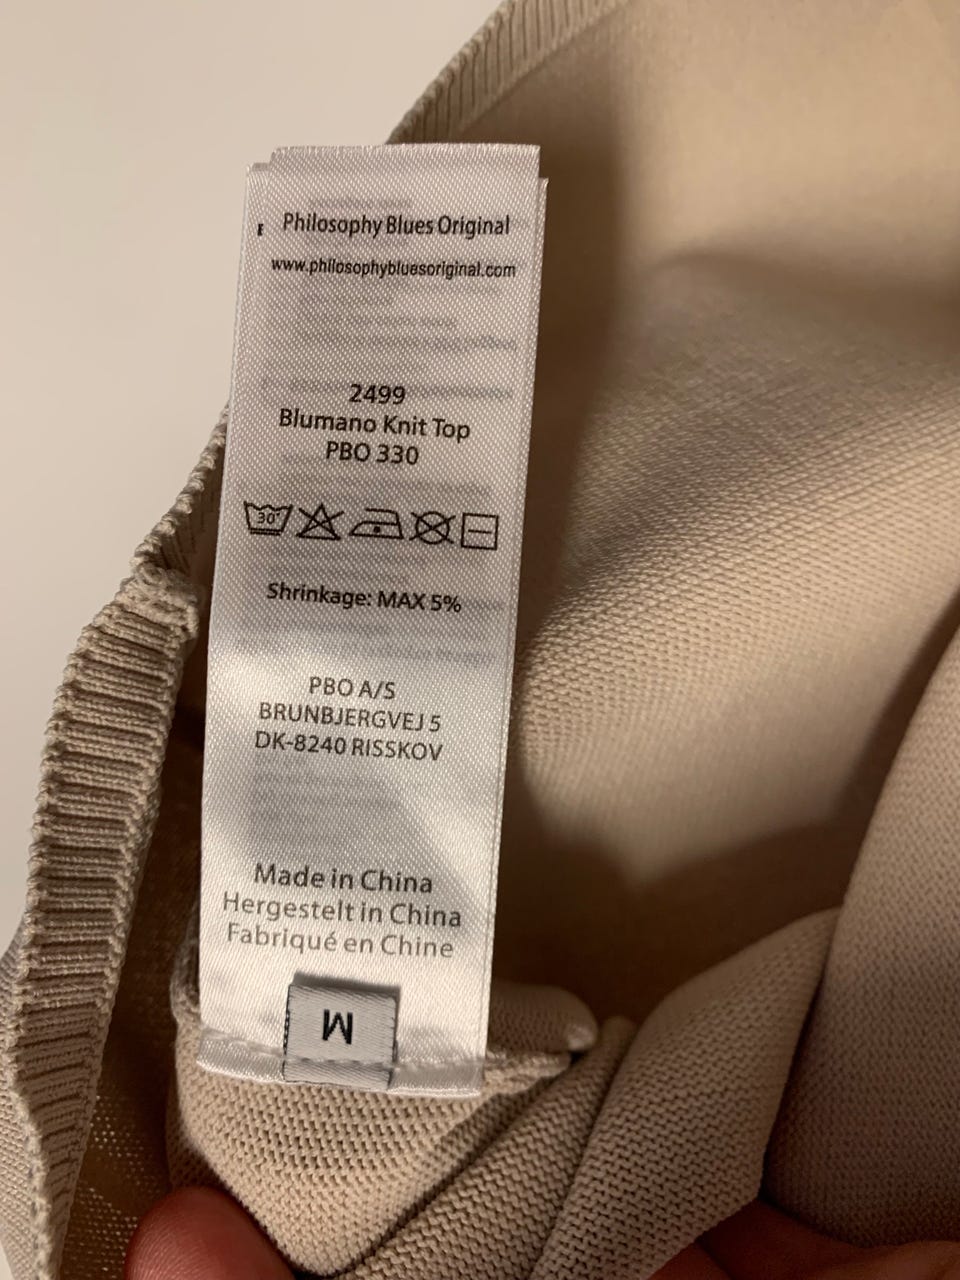 Philosophy Blues Original
www.philosophybluesoriginal.com
2499
Blumano Knit Top
PBO 330
30°
Shrinkage: MAX 5%
PBO A/S
BRUNBJERGVEJ 5
DK-8240 RISSKOV
Made in China
Hergestelt in China
Fabriqué en Chine
M